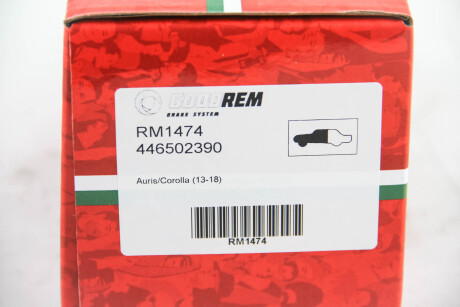 GOODREM
BRAKE SYSTEM
RM1474
446502390
Auris/Corolla (13-18)
RM1474